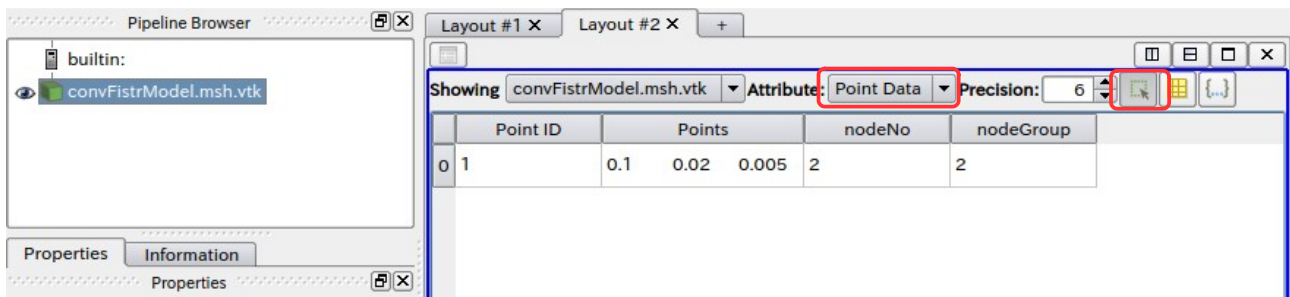 Pipeline Browser
builtin:
convFistrModel.msh.vtk
Properties Information
Properties
Layout #1 Layout #2 +
Showing convFistrModel.msh.vtk Attribute: Point Data Precision: 6 {...}
Point ID Points nodeNo nodeGroup
0 1 0.1 0.02 0.005 2 2